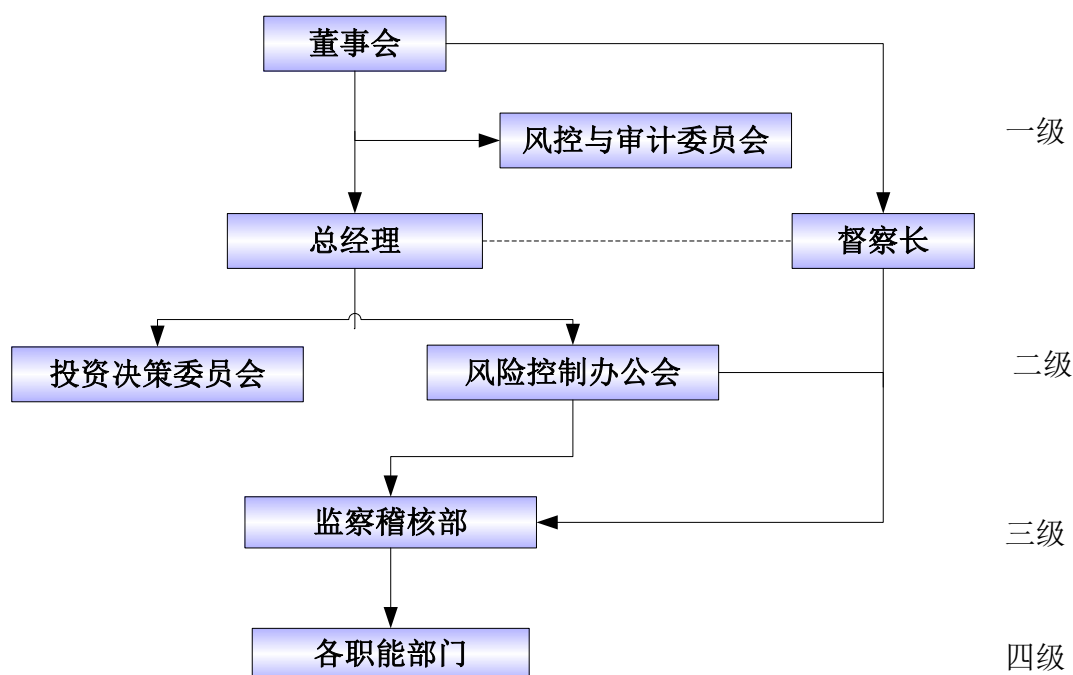 董事会
风控与审计委员会
一级
总经理
督察长
投资决策委员会
风险控制办公会
二级
监察稽核部
三级
各职能部门
四级